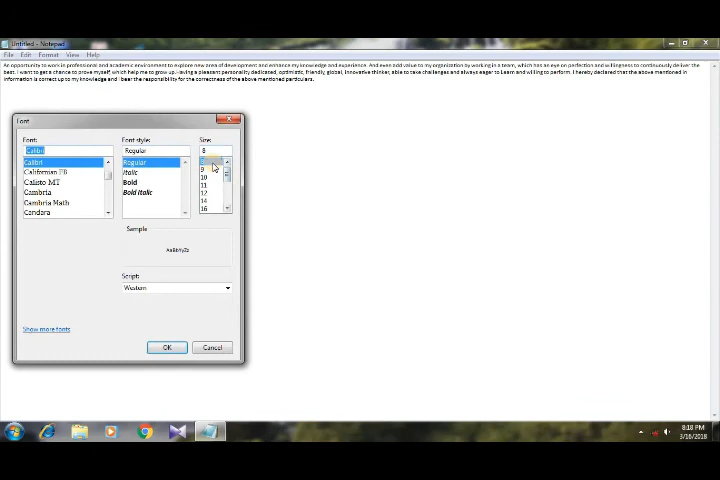 Untitled - Notepad
File Edit Format View Help
An opportunity to work in professional and academic environment to explore new area of development and enhance my knowledge and experience. And even add value to my organization by working in a team, which has an eye on perfection and willingness to continuously deliver the
best. I want to get a chance to prove myself, which help me to grow up.Having a pleasant personality dedicated, optimistic, friendly, global, innovative thinker, able to take challenges and always eager to Learn and willing to perform. I hereby declared that the above mentioned in
information is correct up to my knowledge and I bear the responsibility for the correctness of the above mentioned particulars.
Font
Font: Font style: Size:
Calibri Regular 8
Calibri Regular 8
Californian FB Italic 9
Calisto MT Bold 10
Cambria Bold Italic 11
Cambria Math 12
Candara 14
16
Sample
AaBbYyZz
Script:
Western
Show more fonts
OK Cancel
8:18 PM
3/16/2018